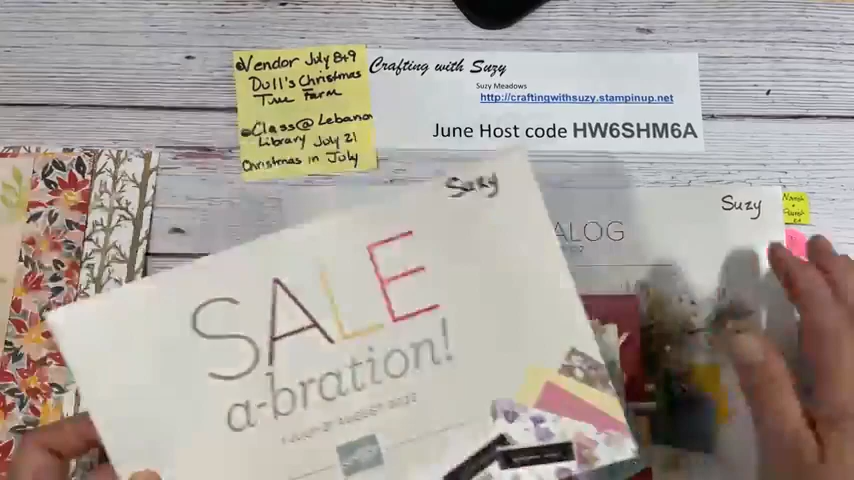 Vendor July 8+9
Dull's Christmas
Tree Farm
Class@ Lebanon
Library July 21
Christmas in July
Crafting with Suzy
Suzy Meadows
http://craftingwithsuzy.stampinup.net
June Host code HW6SHM6A
Suzy
SALE
a-bration!
Suzy
ALOG